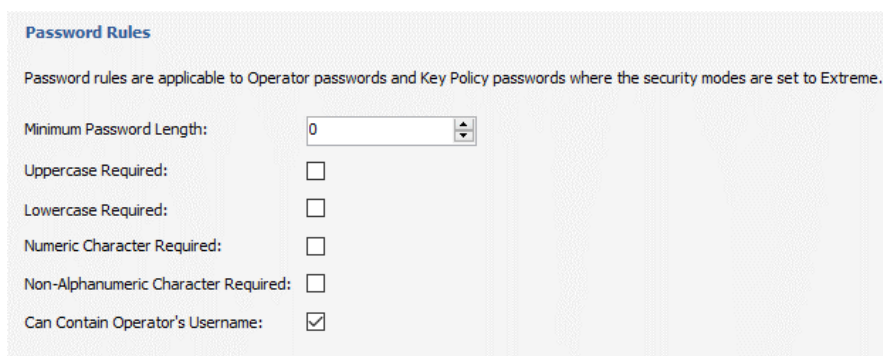 Password Rules
Password rules are applicable to Operator passwords and Key Policy passwords where the security modes are set to Extreme.
Minimum Password Length: 0
Uppercase Required:
Lowercase Required:
Numeric Character Required:
Non-Alphanumeric Character Required:
Can Contain Operator's Username: